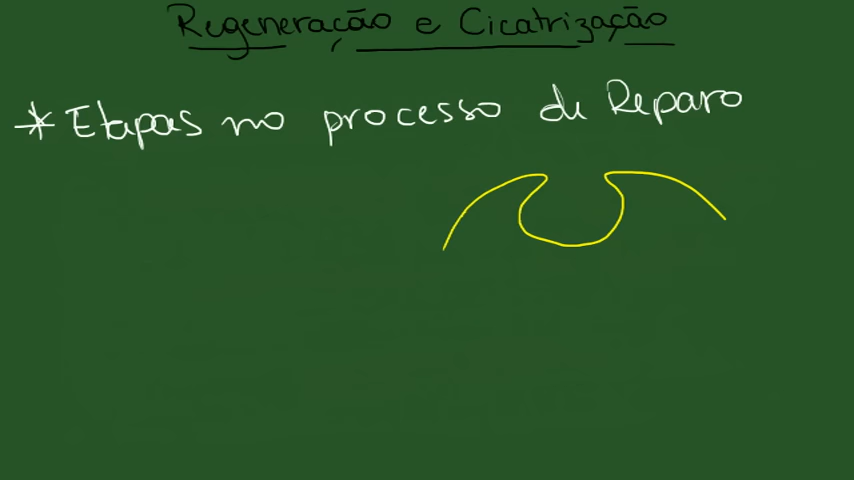 Regeneração e Cicatrização
* Etapas no processo de Reparo